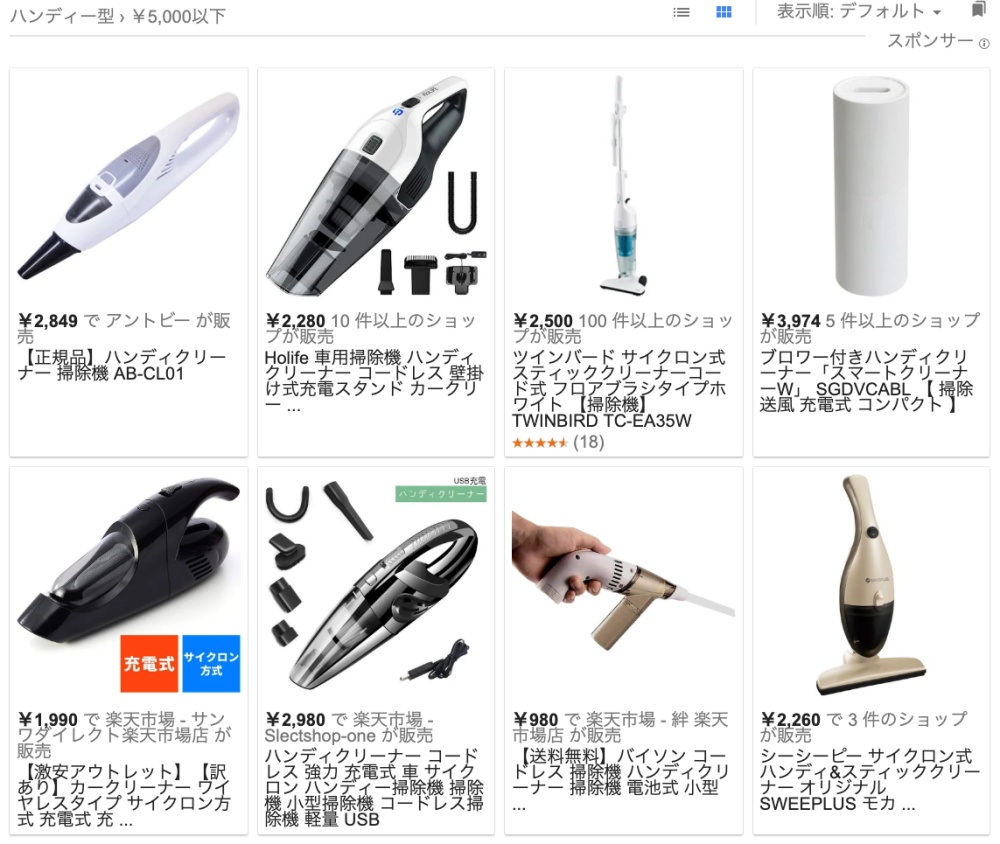 ハンディー型 › ￥5,000以下
表示順: デフォルト
スポンサー
￥2,849 で アントビー が販
売
【正規品】ハンディクリー
ナー 掃除機 AB-CL01
￥2,280 10 件以上のショッ
プが販売
Holife 車用掃除機 ハンディ
クリーナー コードレス 壁掛
け式充電スタンド カークリ
ー ...
￥2,500 100 件以上のショッ
プが販売
ツインバード サイクロン式
スティッククリーナーコー
ド式 フロアブラシタイプホ
ワイト 【掃除機】
TWINBIRD TC-EA35W
(18)
￥3,974 5 件以上のショップ
が販売
ブロワー付きハンディクリ
ーナー「スマートクリーナ
ーW」 SGDVCABL 【 掃除
送風 充電式 コンパクト 】
充電式
サイクロン
方式
￥1,990 で 楽天市場 - サン
ワダイレクト楽天市場店 が
販売
【激安アウトレット】【訳
あり】 カークリーナー ワイ
ヤレスタイプ サイクロン方
式 充電式 充 ...
USB充電
ハンディクリーナー
￥2,980 で 楽天市場 -
Slectshop-one が販売
ハンディクリーナー コード
レス 強力 充電式 車 サイク
ロン ハンディー掃除機 掃除
機 小型掃除機 コードレス掃
除機 軽量 USB
￥980 で 楽天市場 - 絆 楽天
市場店 が販売
【送料無料】バイソン コー
ドレス 掃除機 ハンディクリ
ーナー 掃除機 電池式 小型
...
￥2,260 で 3 件のショップ
が販売
シーシーピー サイクロン式
ハンディ&スティッククリー
ナー オリジナル
SWEEPLUS モカ ...